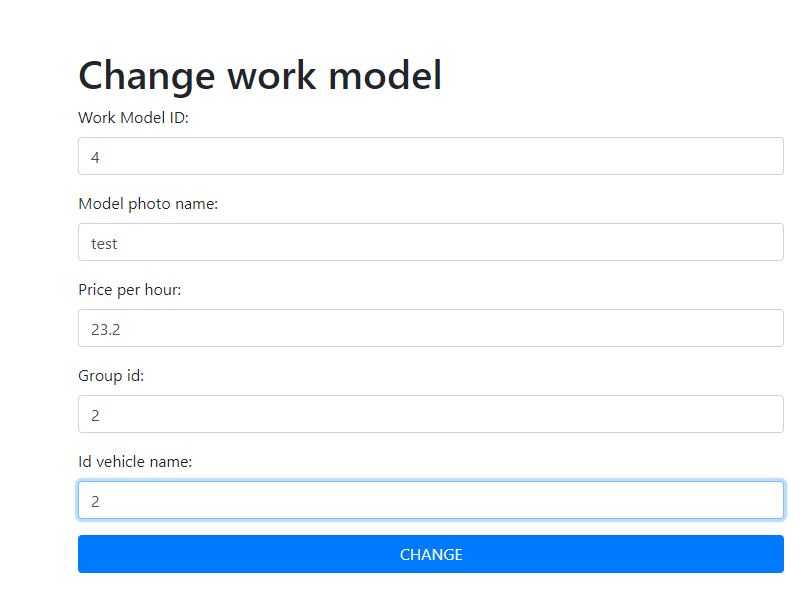 Change work model
Work Model ID:
4
Model photo name:
test
Price per hour:
23.2
Group id:
2
Id vehicle name:
2
CHANGE